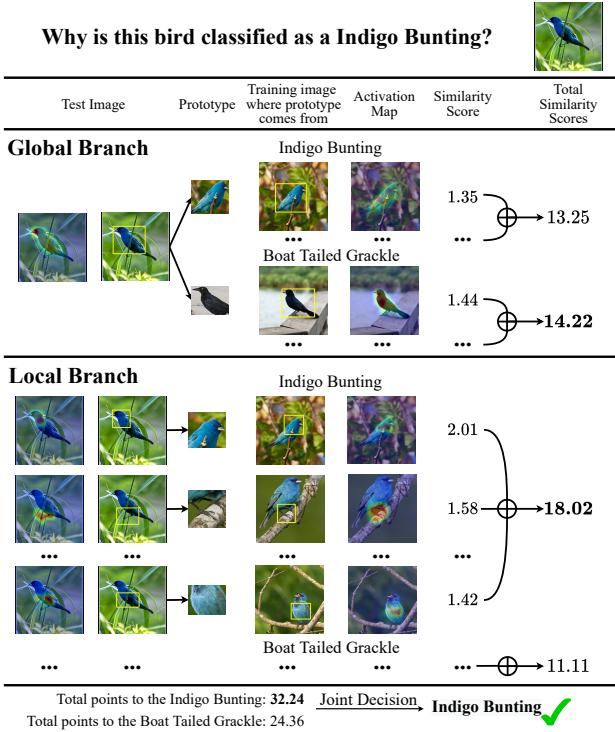 Why is this bird classified as a Indigo Bunting?
Test Image
Prototype
Training image
where prototype
comes from
Activation
Map
Similarity
Score
Total
Similarity
Scores
Global Branch
Indigo Bunting
1.35
13.25
...
...
...
Boat Tailed Grackle
1.44
14.22
...
...
...
Local Branch
Indigo Bunting
2.01
1.58
18.02
...
...
...
...
...
1.42
Boat Tailed Grackle
...
...
...
11.11
Total points to the Indigo Bunting: 32.24
Joint Decision
Indigo Bunting
Total points to the Boat Tailed Grackle: 24.36